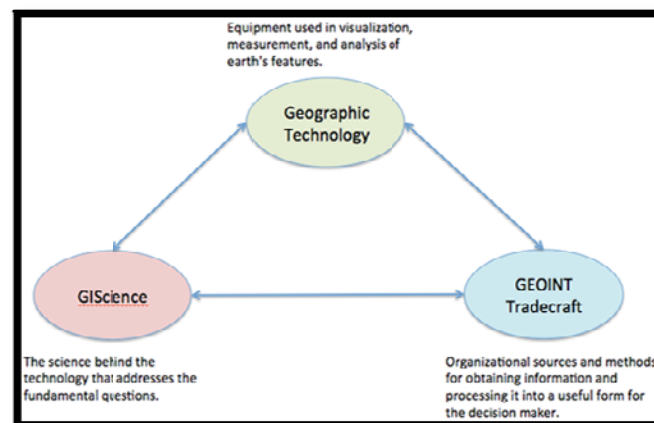 Equipment used in visualization,
measurement, and analysis of
earth's features.
Geographic
Technology
GIScience
GEOINT
Tradecraft
The science behind the
technology that addresses the
fundamental questions.
Organizational sources and methods
for obtaining information and
processing it into a useful form for
the decision maker.